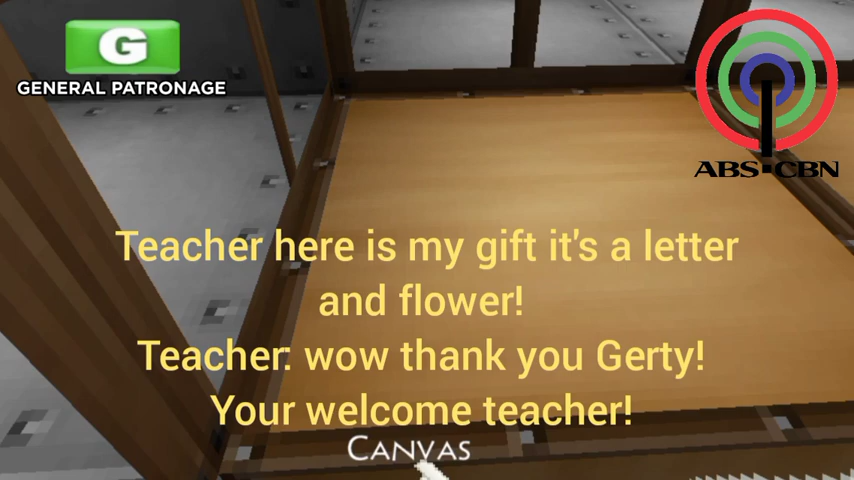 G
GENERAL PATRONAGE
ABS-CBN
Teacher here is my gift it's a letter
and flower!
Teacher: wow thank you Gerty!
Your welcome teacher!
CANVAS